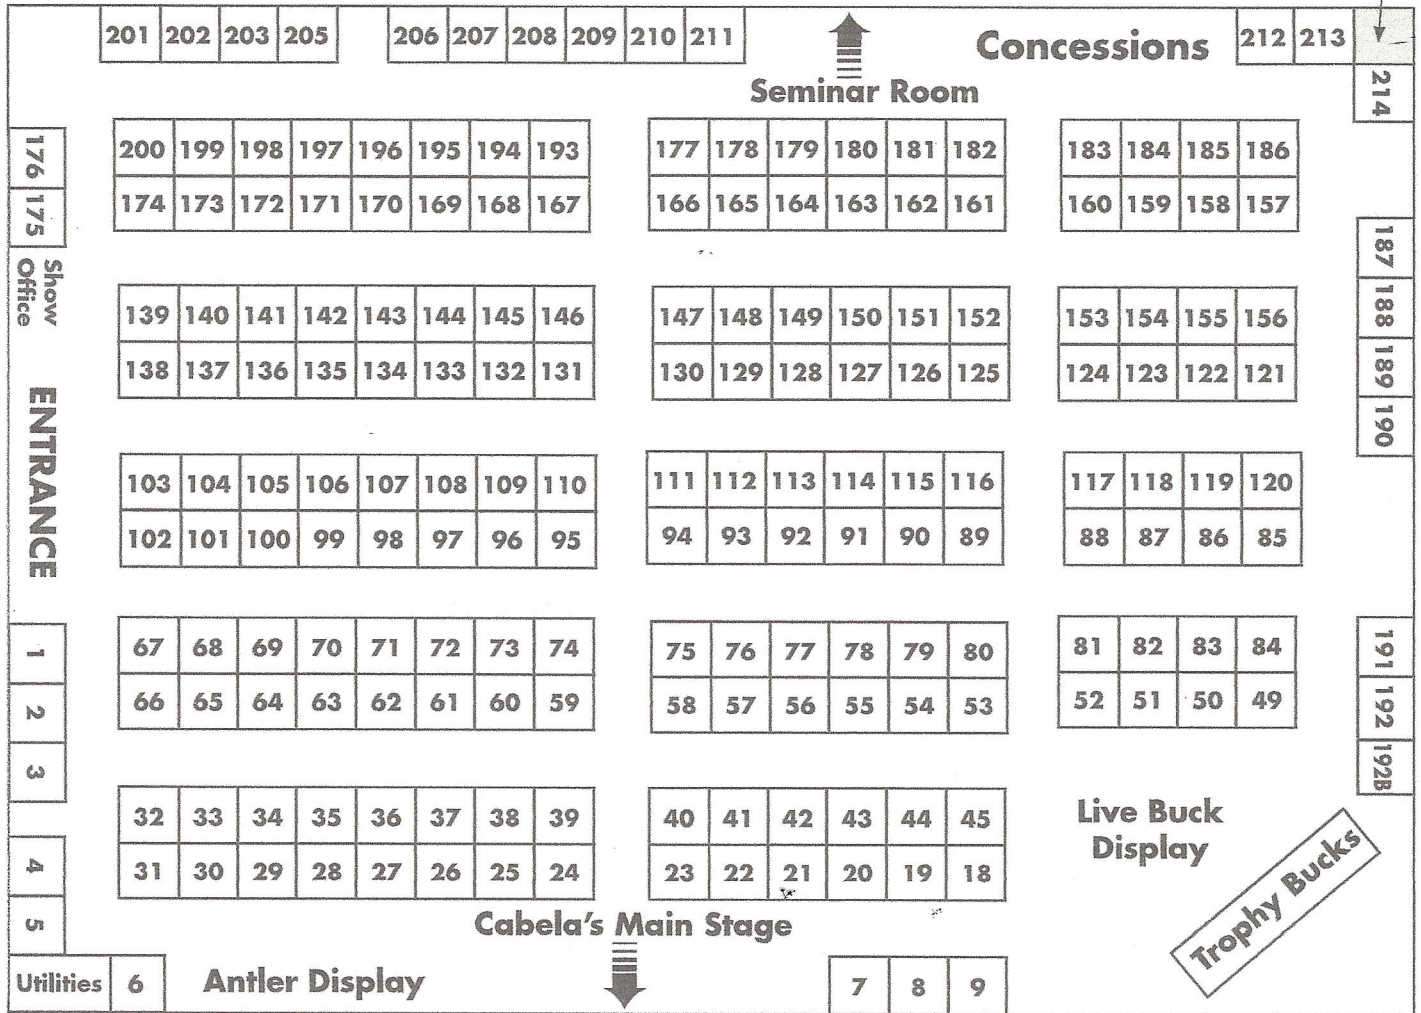 201 202 203 205 206 207 208 209 210 211 Concessions 212 213
Seminar Room
214
176
175
200 199 198 197 196 195 194 193 177 178 179 180 181 182 183 184 185 186
174 173 172 171 170 169 168 167 166 165 164 163 162 161 160 159 158 157
Show
Office
187
188
189
190
139 140 141 142 143 144 145 146 147 148 149 150 151 152 153 154 155 156
138 137 136 135 134 133 132 131 130 129 128 127 126 125 124 123 122 121
ENTRANCE
103 104 105 106 107 108 109 110 111 112 113 114 115 116 117 118 119 120
102 101 100 99 98 97 96 95 94 93 92 91 90 89 88 87 86 85
1
2
3
67 68 69 70 71 72 73 74 75 76 77 78 79 80 81 82 83 84
66 65 64 63 62 61 60 59 58 57 56 55 54 53 52 51 50 49
191
192
192B
32 33 34 35 36 37 38 39 40 41 42 43 44 45
31 30 29 28 27 26 25 24 23 22 21 20 19 18
Live Buck
Display
Trophy Bucks
4
5
Cabela's Main Stage
Utilities 6 Antler Display 7 8 9